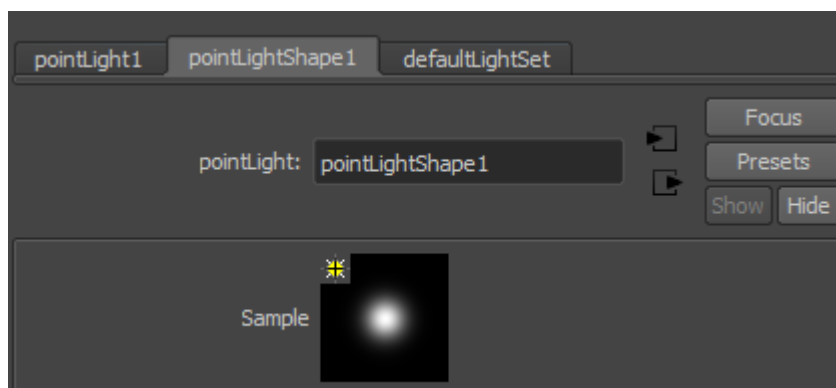 pointLight1 pointLightShape1 defaultLightSet
Focus
pointLight: pointLightShape1
Presets
Show Hide
Sample